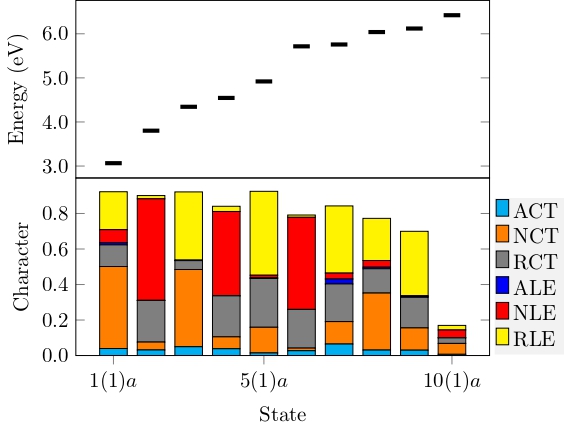 Energy (eV)
6.0
5.0
4.0
3.0
Character
0.8
0.6
0.4
0.2
0.0
1(1)a
5(1)a
10(1)a
State
ACT
NCT
RCT
ALE
NLE
RLE